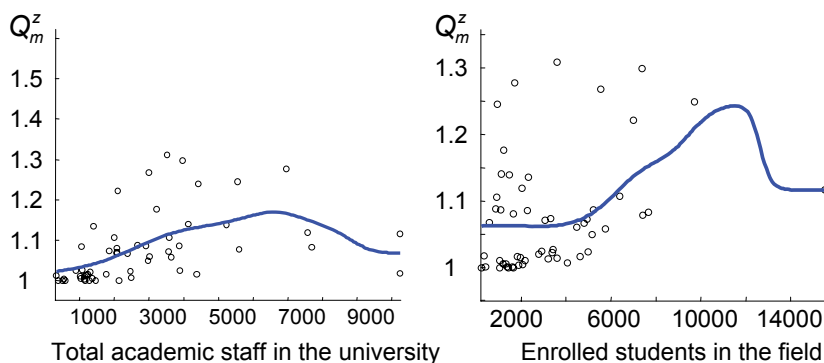 Q_m^z
1.5
1.4
1.3
1.2
1.1
1
1000 3000 5000 7000 9000
Total academic staff in the university
Q_m^z
1.3
1.2
1.1
1
2000 6000 10000 14000
Enrolled students in the field